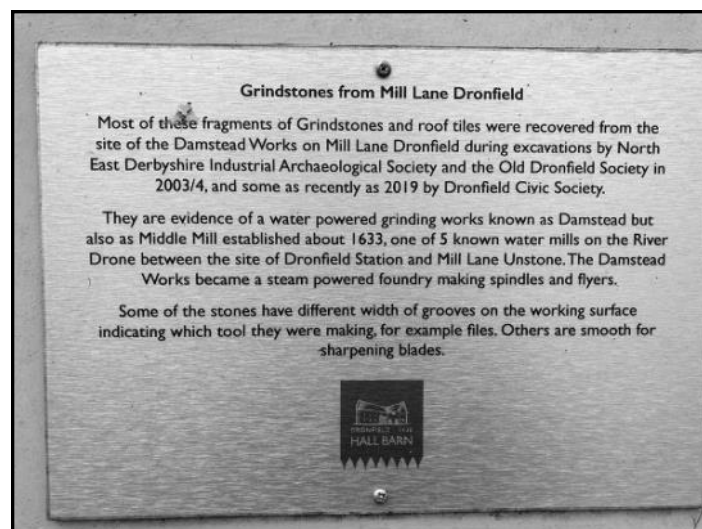 Grindstones from Mill Lane Dronfield
Most of these fragments of Grindstones and roof tiles were recovered from the
site of the Damstead Works on Mill Lane Dronfield during excavations by North
East Derbyshire Industrial Archaeological Society and the Old Dronfield Society in
2003/4, and some as recently as 2019 by Dronfield Civic Society.
They are evidence of a water powered grinding works known as Damstead but
also as Middle Mill established about 1633, one of 5 known water mills on the River
Drone between the site of Dronfield Station and Mill Lane Unstone. The Damstead
Works became a steam powered foundry making spindles and flyers.
Some of the stones have different width of grooves on the working surface
indicating which tool they were making, for example files. Others are smooth for
sharpening blades.
DRONFIELD
HALL BARN